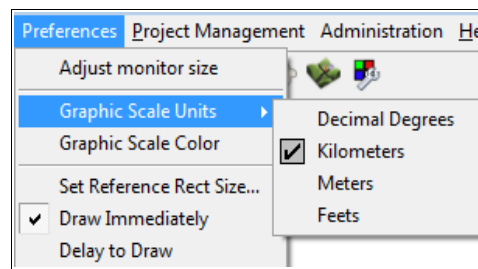 Preferences Project Management Administration He
Adjust monitor size
Graphic Scale Units
Graphic Scale Color
Set Reference Rect Size...
Draw Immediately
Delay to Draw
Decimal Degrees
Kilometers
Meters
Feets